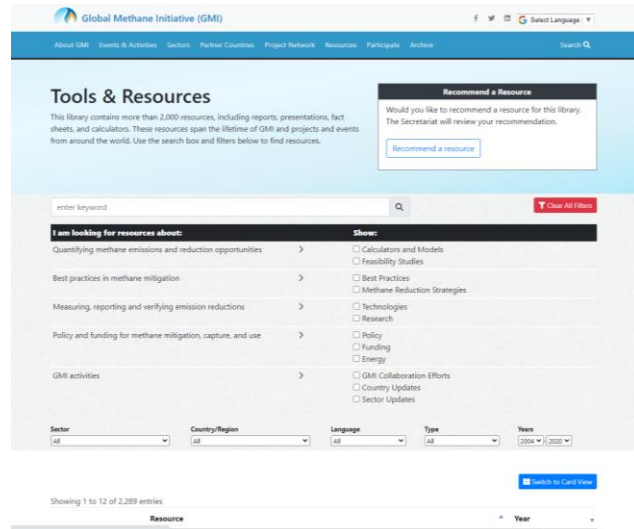 Global Methane Initiative (GMI)
Select Language
About GMI Events & Activities Sectors Partner Countries Project Network Resources Participate Archive Search
Tools & Resources
This library contains more than 2,000 resources, including reports, presentations, fact
sheets, and calculators. These resources span the lifetime of GMI and projects and events
from around the world. Use the search box and filters below to find resources.
Recommend a Resource
Would you like to recommend a resource for this library.
The Secretariat will review your recommendation.
Recommend a resource
enter keyword
Clear All Filters
I am looking for resources about: Show:
Quantifying methane emissions and reduction opportunities > Calculators and Models
Feasibility Studies
Best practices in methane mitigation > Best Practices
Methane Reduction Strategies
Measuring, reporting and verifying emission reductions > Technologies
Research
Policy and funding for methane mitigation, capture, and use > Policy
Funding
Energy
GMI activities > GMI Collaboration Efforts
Country Updates
Sector Updates
Sector Country/Region Language Type Years
All All All All 2004 - 2020
Switch to Card View
Showing 1 to 12 of 2,289 entries
Resource Year